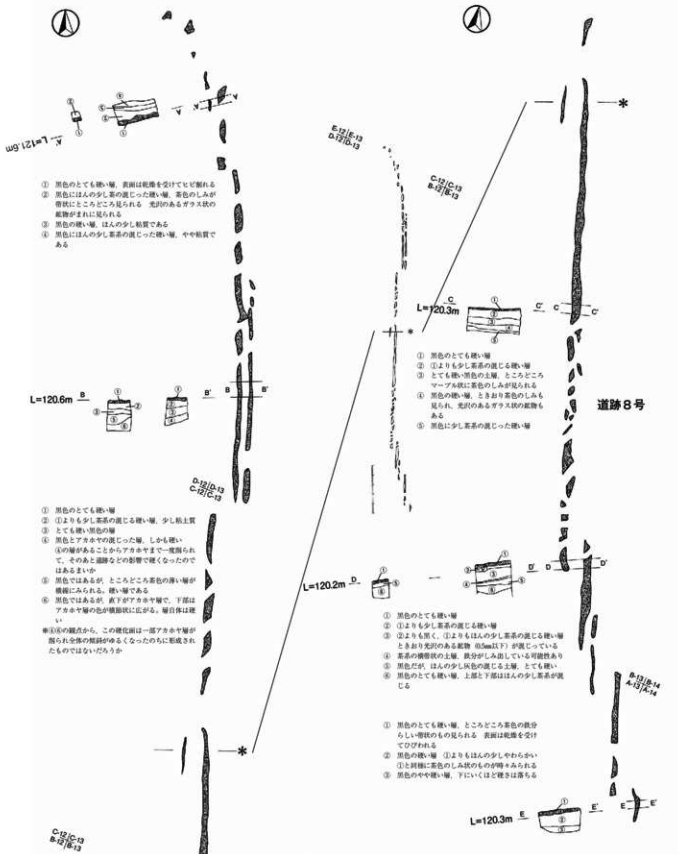 L=121.6m
A'
A
A
A'
① 黒色のとても硬い層、表面は乾燥を受けてヒビ割れる
② 黒色にほんの少し茶の混じった硬い層、茶色のしみが
帯状にところどころ見られる 光沢のあるガラス状の
鉱物がまれに見られる
③ 黒色の硬い層、ほんの少し粘質である
④ 黒色にほんの少し茶系の混じった硬い層、やや粘質で
ある
L=120.6m
B
B'
B
B'
D-12|D-13
C-12|C-13
① 黒色のとても硬い層
② ①よりも少し茶系の混じる硬い層、少し粘土質
③ とても硬い黒色の層
④ 黒色とアカホヤの混じった層、しかも硬い
④の層があることからアカホヤまで一度掘られ
て、そのあと道跡などの影響で硬くなったので
はあるまいか
⑤ 黒色ではあるが、ところどころ茶色の薄い層が
横線にみられる。硬い層である
⑥ 黒色ではあるが、直下がアカホヤ層で、下部は
アカホヤ層の色が横節状に広がる。層自体は硬
い
※④⑥の観点から、この硬化面は一部アカホヤ層が
掘られ全体の傾斜がゆるくなったのちに形成され
たものではないだろうか
*
C-12|C-13
B-12|B-13
E-12|E-13
D-12|D-13
*
*
C-12|C-13
B-12|B-13
L=120.3m
C
C'
C
C'
① 黒色のとても硬い層
② ①よりも少し茶系の混じる硬い層
③ とても硬い黒色の土層、ところどころ
マーブル状に茶色のしみが見られる
④ 黒色の硬い層、ときおり茶色のしみも
見られ、光沢のあるガラス状の鉱物も
ある
⑤ 黒色に少し茶系の混じった硬い層
道跡8号
L=120.2m
D
D'
D
D'
① 黒色のとても硬い層
② ①よりも少し茶系の混じる硬い層
③ ②よりも黒く、①よりもほんの少し茶系の混じる硬い層
ときおり光沢のある鉱物(0.5mm以下)が混じっている
④ 茶系の横帯状の土層、鉄分がしみ出している可能性あり
⑤ 黒色だが、ほんの少し灰色の混じる土層、とても硬い
⑥ 黒色のとても硬い層、上部と下部はほんの少し茶系が混
じる
B-13|B-14
A-13|A-14
① 黒色のとても硬い層、ところどころ茶色の鉄分
らしい帯状のもの見られる 表面は乾燥を受け
てひびわれる
② 黒色の硬い層 ①よりもほんの少しやわらかい
①と同様に茶色のしみ状のものが時々みられる
③ 黒色のやや硬い層、下にいくほど硬さは落ちる
L=120.3m
E
E'
E
E'